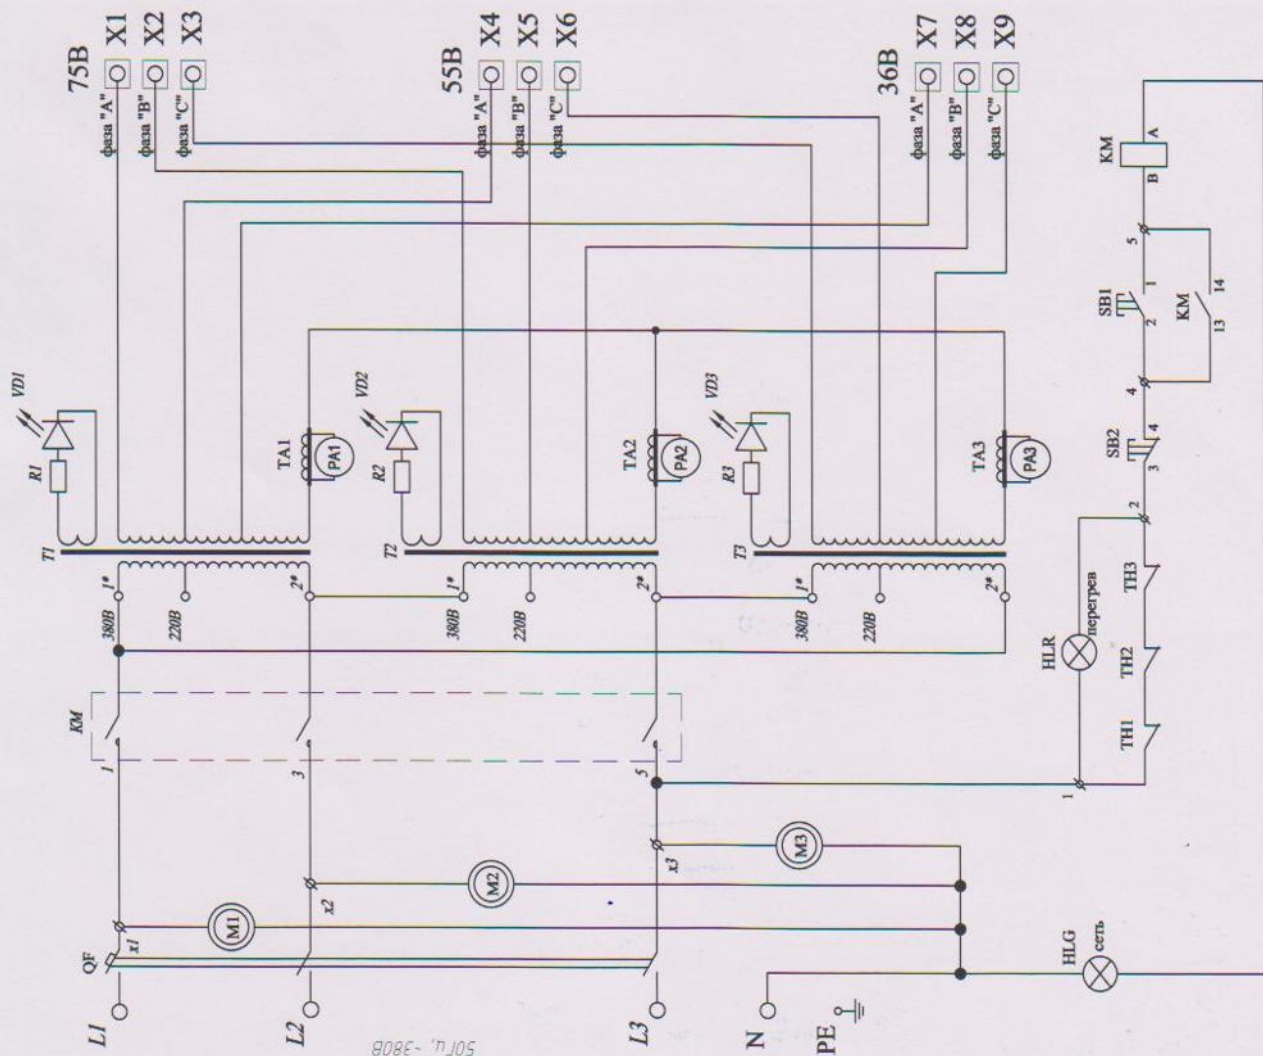 75В
X1
X2
X3
фаза "А"
фаза "В"
фаза "С"
55В
X4
X5
X6
фаза "А"
фаза "В"
фаза "С"
36В
X7
X8
X9
фаза "А"
фаза "В"
фаза "С"
VD1
R1
TA1
PA1
T1
VD2
R2
TA2
PA2
T2
VD3
R3
TA3
PA3
T3
1*
380В
220В
2*
1*
380В
220В
2*
1*
380В
220В
2*
KM
1
3
5
QF
x1
x2
x3
M1
M2
M3
L1
L2
L3
N
PE
50Гц, ~380В
HLG
сеть
HLR
перегрев
1
TH1
TH2
TH3
2
SB2
3
4
4
SB1
2
1
5
KM
13
14
KM
B
A